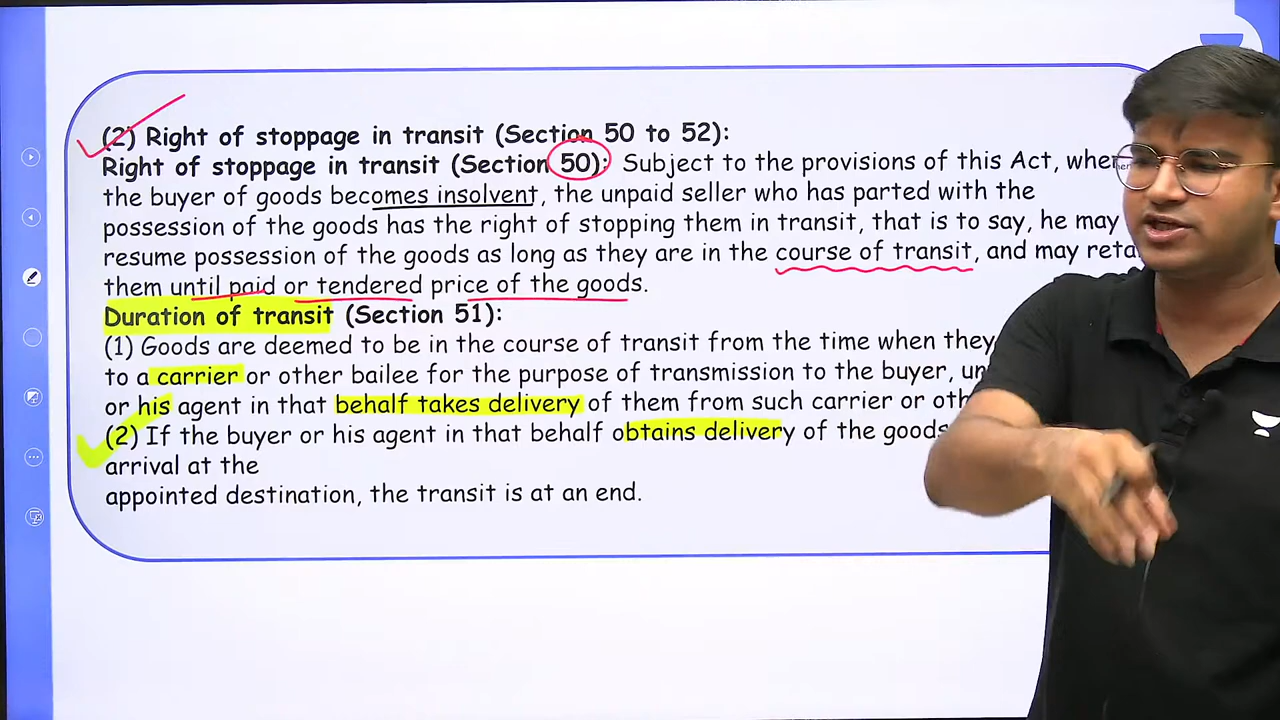 (2) Right of stoppage in transit (Section 50 to 52):
Right of stoppage in transit (Section 50): Subject to the provisions of this Act, when
the buyer of goods becomes insolvent, the unpaid seller who has parted with the
possession of the goods has the right of stopping them in transit, that is to say, he may
resume possession of the goods as long as they are in the course of transit, and may
them until paid or tendered price of the goods.
Duration of transit (Section 51):
(1) Goods are deemed to be in the course of transit from the time when they
to a carrier or other bailee for the purpose of transmission to the buyer,
or his agent in that behalf takes delivery of them from such carrier or
(2) If the buyer or his agent in that behalf obtains delivery of the goods
arrival at the
appointed destination, the transit is at an end.